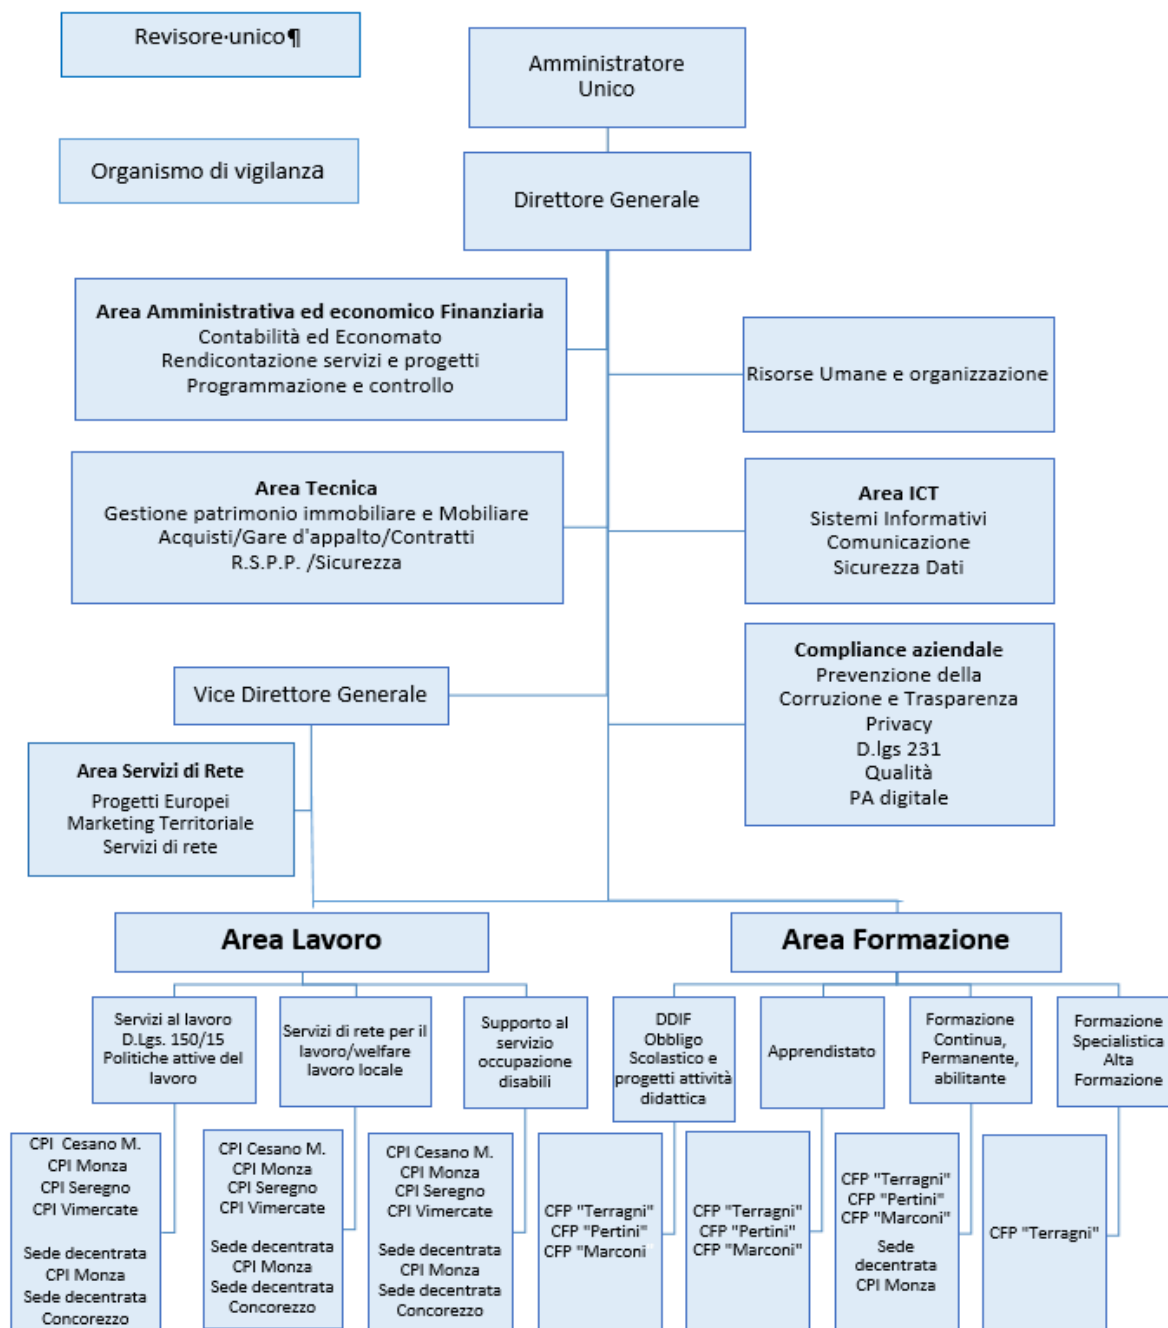 Revisore·unico¶
Amministratore
Unico
Organismo di vigilanza
Direttore Generale
Area Amministrativa ed economico Finanziaria
Contabilità ed Economato
Rendicontazione servizi e progetti
Programmazione e controllo
Risorse Umane e organizzazione
Area Tecnica
Gestione patrimonio immobiliare e Mobiliare
Acquisti/Gare d'appalto/Contratti
R.S.P.P. /Sicurezza
Area ICT
Sistemi Informativi
Comunicazione
Sicurezza Dati
Compliance aziendale
Prevenzione della
Corruzione e Trasparenza
Privacy
D.lgs 231
Qualità
PA digitale
Vice Direttore Generale
Area Servizi di Rete
Progetti Europei
Marketing Territoriale
Servizi di rete
Area Lavoro
Area Formazione
Servizi al lavoro
D.Lgs. 150/15
Politiche attive del
lavoro
Servizi di rete per il
lavoro/welfare
lavoro locale
Supporto al
servizio
occupazione
disabili
DDIF
Obbligo
Scolastico e
progetti attività
didattica
Apprendistato
Formazione
Continua,
Permanente,
abilitante
Formazione
Specialistica
Alta
Formazione
CPI Cesano M.
CPI Monza
CPI Seregno
CPI Vimercate
Sede decentrata
CPI Monza
Sede decentrata
Concorezzo
CPI Cesano M.
CPI Monza
CPI Seregno
CPI Vimercate
Sede decentrata
CPI Monza
Sede decentrata
Concorezzo
CPI Cesano M.
CPI Monza
CPI Seregno
CPI Vimercate
Sede decentrata
CPI Monza
Sede decentrata
Concorezzo
CFP "Terragni"
CFP "Pertini"
CFP "Marconi"
CFP "Terragni"
CFP "Pertini"
CFP "Marconi"
CFP "Terragni"
CFP "Pertini"
CFP "Marconi"
Sede
decentrata
CPI Monza
CFP "Terragni"